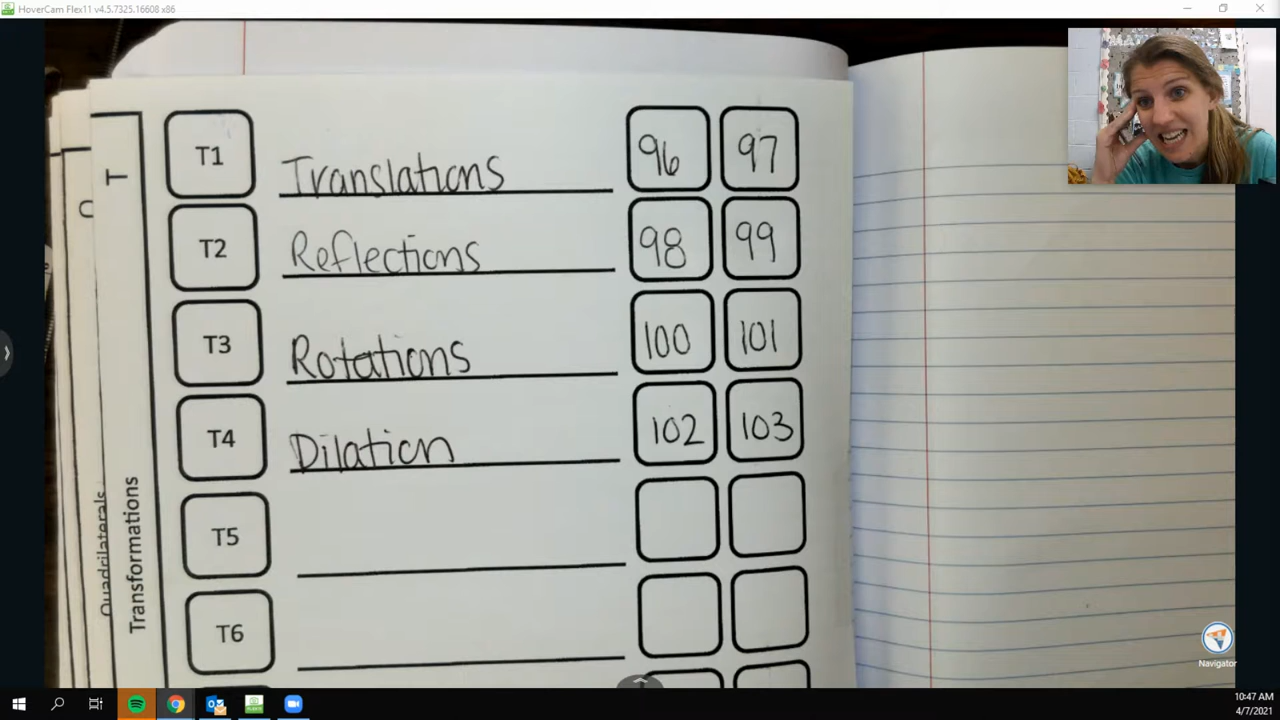 HoverCam Flex11 v4.5.7325.16608 x86
T
T1 Translations 96 97
T2 Reflections 98 99
T3 Rotations 100 101
T4 Dilation 102 103
T5
T6
Transformations
Quadrilaterals
C
Navigator
10:47 AM
4/7/2021